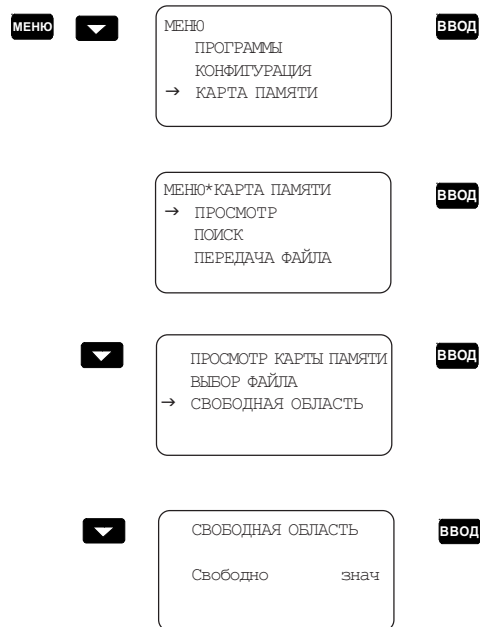 МЕНЮ
МЕНЮ
ВВОД
ПРОГРАММЫ
КОНФИГУРАЦИЯ
→ КАРТА ПАМЯТИ
МЕНЮ*КАРТА ПАМЯТИ
ВВОД
→ ПРОСМОТР
ПОИСК
ПЕРЕДАЧА ФАЙЛА
ПРОСМОТР КАРТЫ ПАМЯТИ
ВВОД
ВЫБОР ФАЙЛА
→ СВОБОДНАЯ ОБЛАСТЬ
СВОБОДНАЯ ОБЛАСТЬ
ВВОД
Свободно знач